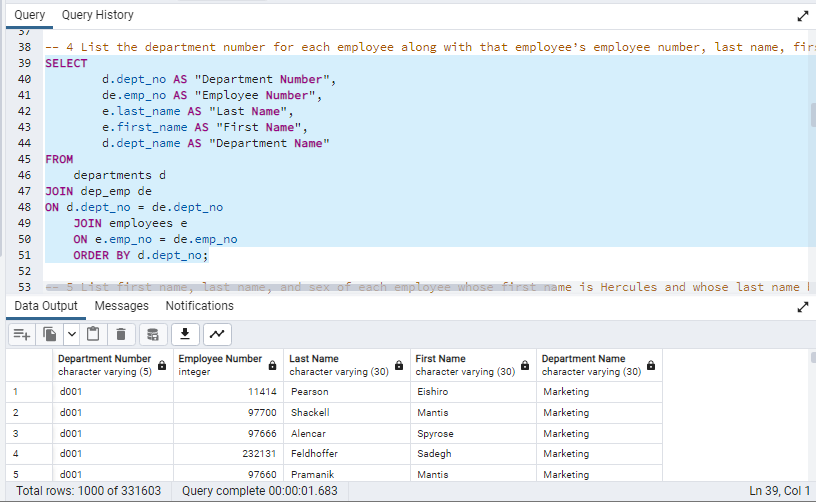 Query Query History
37
38 -- 4 List the department number for each employee along with that employee's employee number, last name,
39 SELECT
40 d.dept_no AS "Department Number",
41 de.emp_no AS "Employee Number",
42 e.last_name AS "Last Name",
43 e.first_name AS "First Name",
44 d.dept_name AS "Department Name"
45 FROM
46 departments d
47 JOIN dep_emp de
48 ON d.dept_no = de.dept_no
49 JOIN employees e
50 ON e.emp_no = de.emp_no
51 ORDER BY d.dept_no;
52
53 -- 5 List first name, last name, and sex of each employee whose first name is Hercules and whose last name
Data Output Messages Notifications
Department Number Employee Number Last Name First Name Department Name
character varying (5) integer character varying (30) character varying (30) character varying (30)
1 d001 11414 Pearson Eishiro Marketing
2 d001 97700 Shackell Mantis Marketing
3 d001 97666 Alencar Spyrose Marketing
4 d001 232131 Feldhoffer Sadegh Marketing
5 d001 97660 Pramanik Mantis Marketing
Total rows: 1000 of 331603 Query complete 00:00:01.683 Ln 39, Col 1